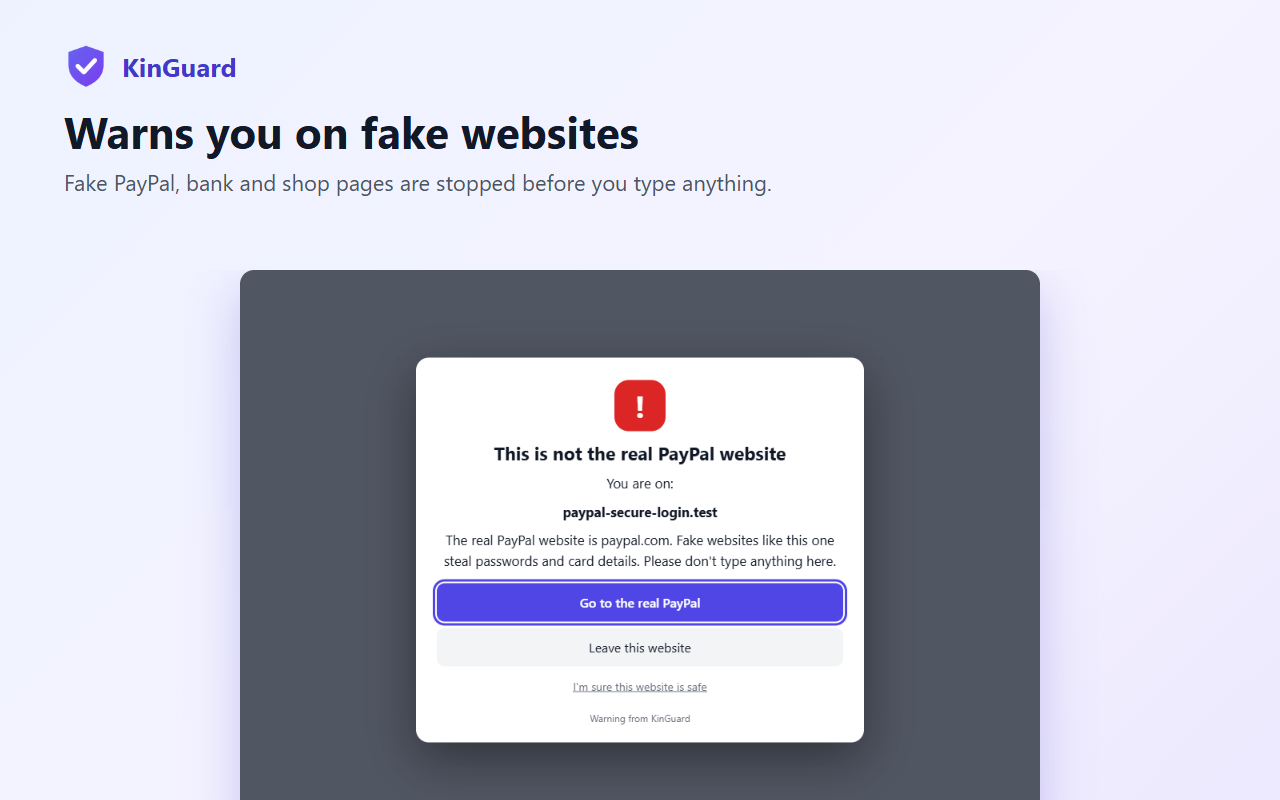 KinGuard
Warns you on fake websites
Fake PayPal, bank and shop pages are stopped before you type anything.
!
This is not the real PayPal website
You are on:
paypal-secure-login.test
The real PayPal website is paypal.com. Fake websites like this one
steal passwords and card details. Please don't type anything here.
Go to the real PayPal
Leave this website
I'm sure this website is safe
Warning from KinGuard